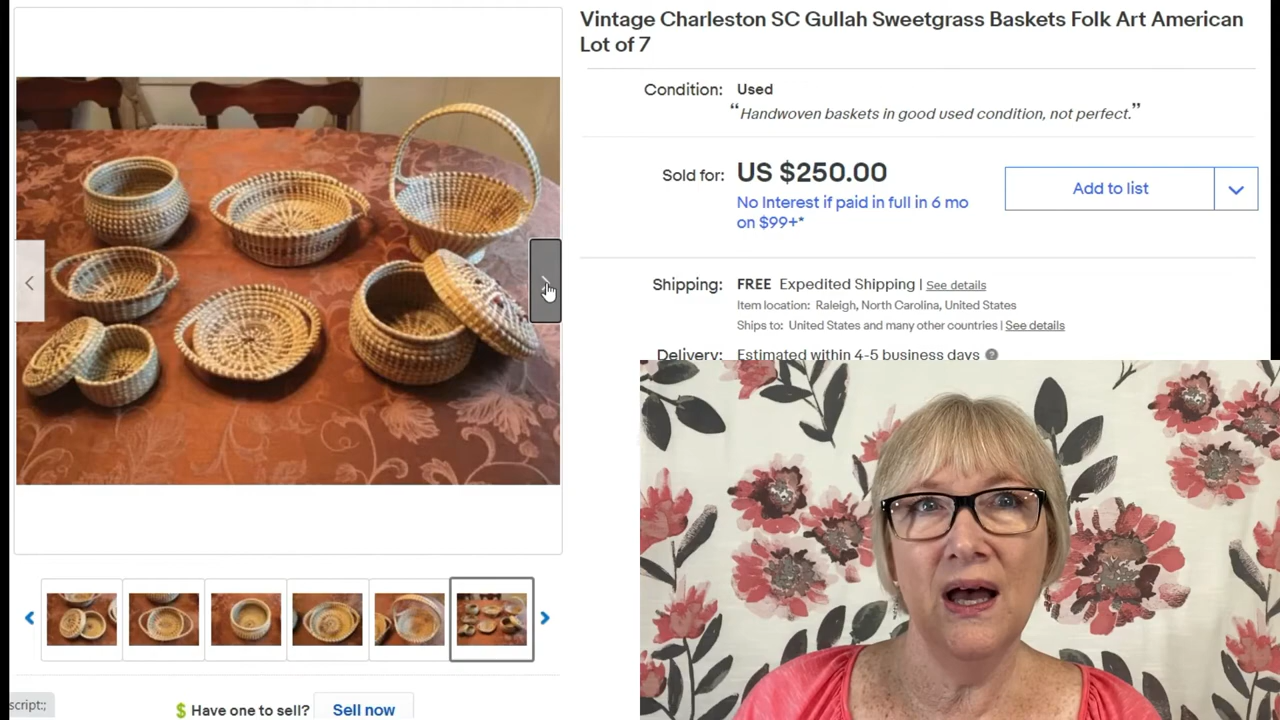 Vintage Charleston SC Gullah Sweetgrass Baskets Folk Art American
Lot of 7
Condition: Used
“Handwoven baskets in good used condition, not perfect.”
Sold for: US $250.00
Add to list
No Interest if paid in full in 6 mo
on $99+*
Shipping: FREE Expedited Shipping | See details
Item location: Raleigh, North Carolina, United States
Ships to: United States and many other countries | See details
Delivery: Estimated within 4-5 business days ?
script:;
$ Have one to sell? Sell now